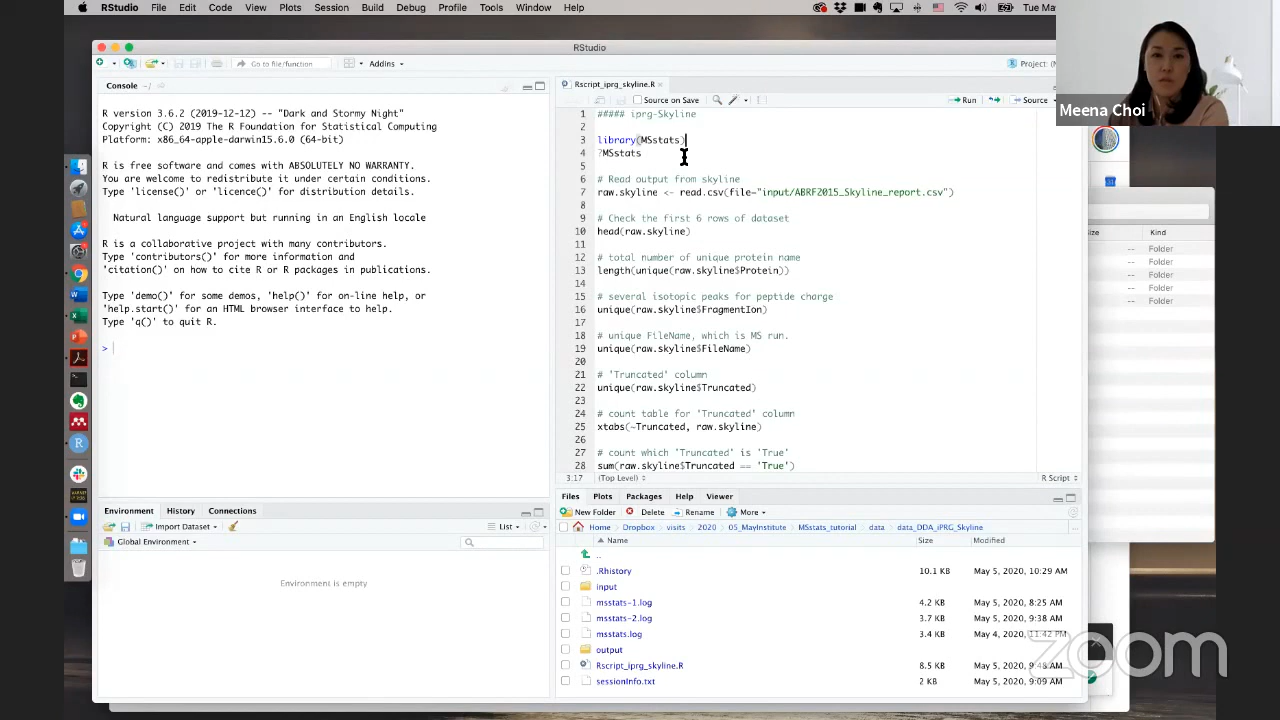 RStudio File Edit Code View Plots Session Build Debug Profile Tools Window Help
RStudio
Go to file/function Addins
Project:
Meena Choi
Console ~/
R version 3.6.2 (2019-12-12) -- "Dark and Stormy Night"
Copyright (C) 2019 The R Foundation for Statistical Computing
Platform: x86_64-apple-darwin15.6.0 (64-bit)
R is free software and comes with ABSOLUTELY NO WARRANTY.
You are welcome to redistribute it under certain conditions.
Type 'license()' or 'licence()' for distribution details.
Natural language support but running in an English locale
R is a collaborative project with many contributors.
Type 'contributors()' for more information and
'citation()' on how to cite R or R packages in publications.
Type 'demo()' for some demos, 'help()' for on-line help, or
'help.start()' for an HTML browser interface to help.
Type 'q()' to quit R.
>
Rscript_iprg_skyline.R
Source on Save Run Source
1 ##### iprg-Skyline
2
3 library(MSstats)
4 ?MSstats
5
6 # Read output from skyline
7 raw.skyline <- read.csv(file="input/ABRF2015_Skyline_report.csv")
8
9 # Check the first 6 rows of dataset
10 head(raw.skyline)
11
12 # total number of unique protein name
13 length(unique(raw.skyline$Protein))
14
15 # several isotopic peaks for peptide charge
16 unique(raw.skyline$FragmentIon)
17
18 # unique FileName, which is MS run.
19 unique(raw.skyline$FileName)
20
21 # 'Truncated' column
22 unique(raw.skyline$Truncated)
23
24 # count table for 'Truncated' column
25 xtabs(~Truncated, raw.skyline)
26
27 # count which 'Truncated' is 'True'
28 sum(raw.skyline$Truncated == 'True')
3:17 (Top Level) R Script
Environment History Connections
Import Dataset List
Global Environment
Environment is empty
Files Plots Packages Help Viewer
New Folder Delete Rename More
Home Dropbox visits 2020 05_MayInstitute MSstats_tutorial data data_DDA_iPRG_Skyline
Name Size Modified
..
.Rhistory 10.1 KB May 5, 2020, 10:29 AM
input
msstats-1.log 4.2 KB May 5, 2020, 8:25 AM
msstats-2.log 3.7 KB May 5, 2020, 9:38 AM
msstats.log 3.4 KB May 4, 2020, 11:42 PM
output
Rscript_iprg_skyline.R 8.5 KB May 5, 2020, 9:48 AM
sessionInfo.txt 2 KB May 5, 2020, 9:09 AM
Size Kind
-- Folder
-- Folder
-- Folder
-- Folder
-- Folder
zoom